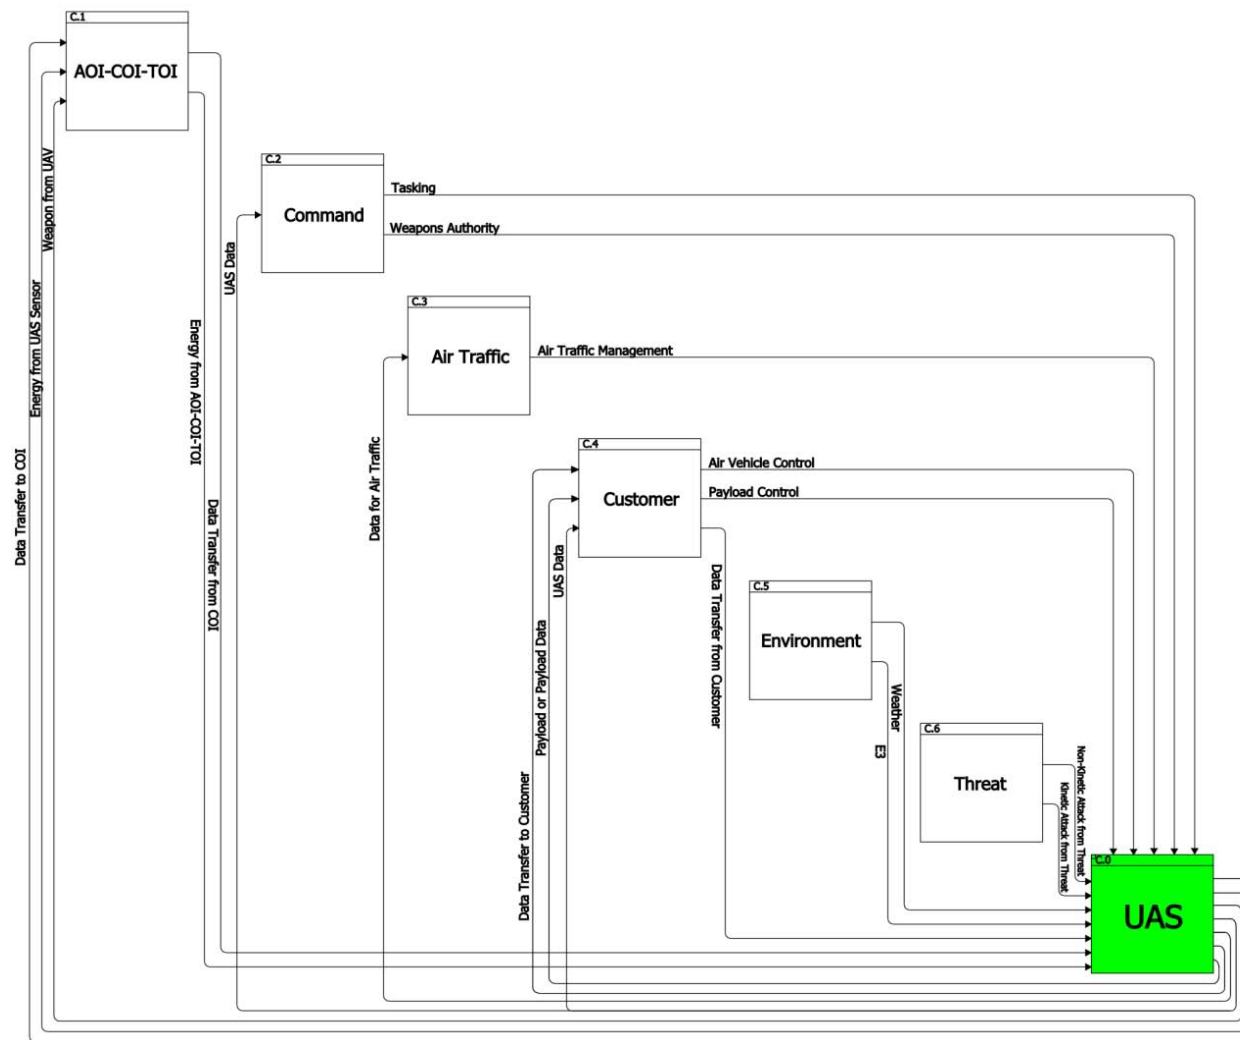 C.1
AOI-COI-TOI
C.2
Command
Tasking
Weapons Authority
C.3
Air Traffic
Air Traffic Management
C.4
Customer
Air Vehicle Control
Payload Control
C.5
Environment
C.6
Threat
C.0
UAS
Data Transfer to COI
Energy from UAS Sensor
Weapon from UAV
Energy from AOI-COI-TOI
Data Transfer from COI
UAS Data
Data for Air Traffic
Data Transfer to Customer
Payload or Payload Data
UAS Data
Data Transfer from Customer
E3
Weather
Kinetic Attack from Threat
Non-Kinetic Attack from Threat